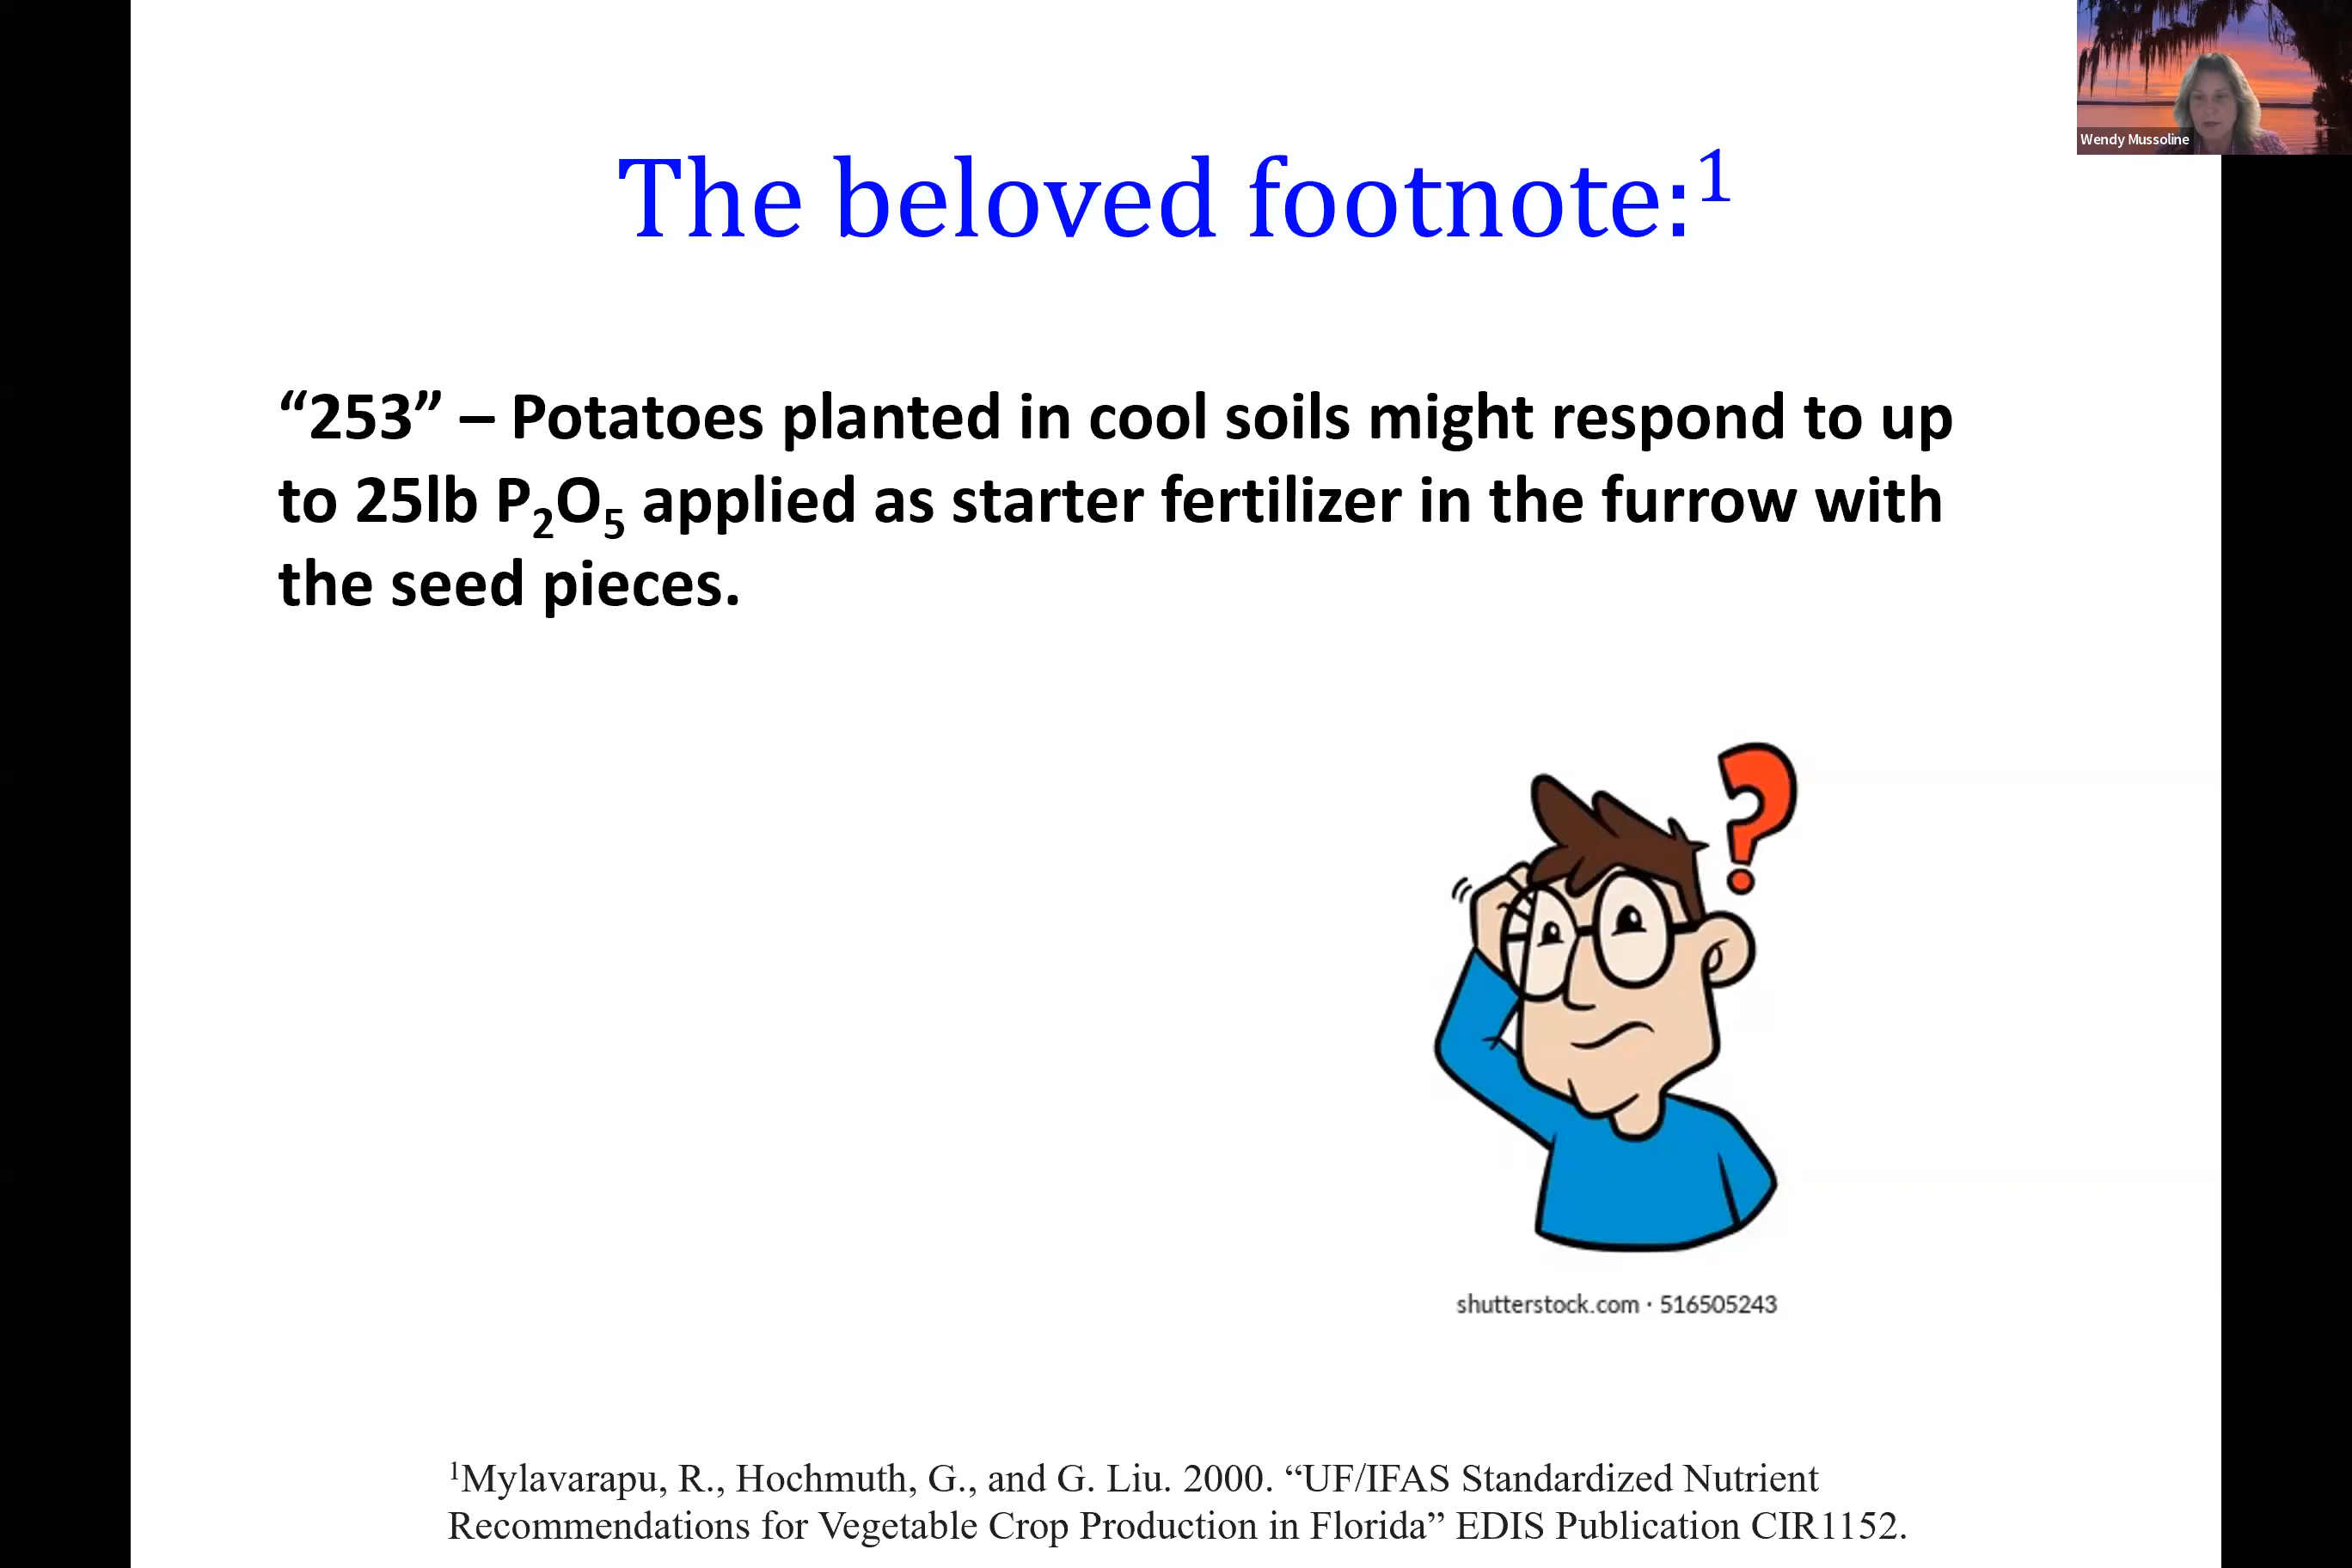 Wendy Mussoline
The beloved footnote:¹
“253” – Potatoes planted in cool soils might respond to up
to 25lb P₂O₅ applied as starter fertilizer in the furrow with
the seed pieces.
shutterstock.com · 516505243
¹Mylavarapu, R., Hochmuth, G., and G. Liu. 2000. “UF/IFAS Standardized Nutrient
Recommendations for Vegetable Crop Production in Florida” EDIS Publication CIR1152.